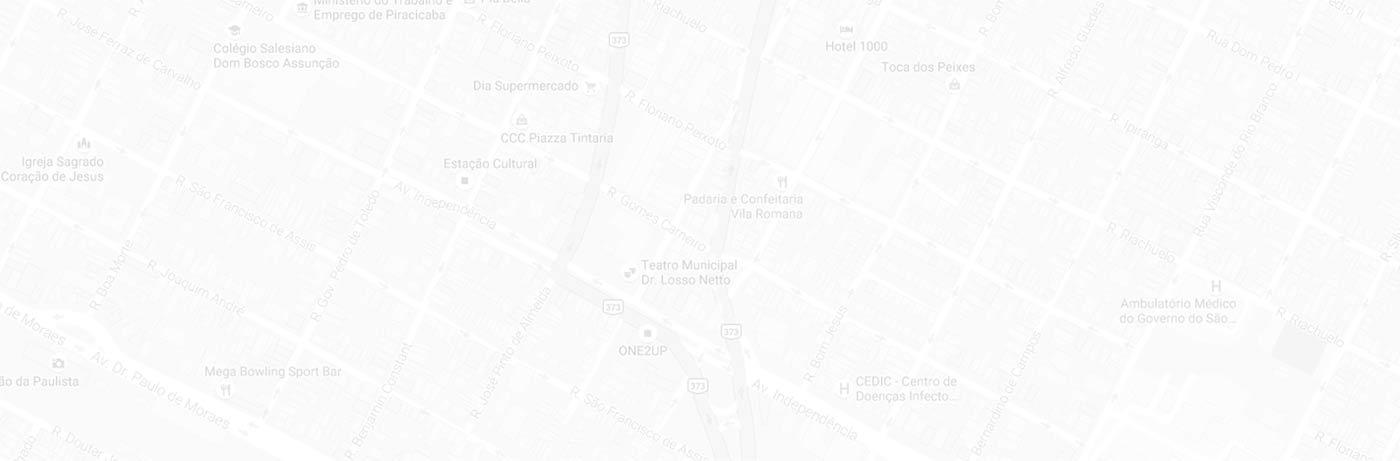 Ministério do Trabalho e
Emprego de Piracicaba
R. José Ferraz de Carvalho
Colégio Salesiano
Dom Bosco Assunção
R. Floriano Peixoto
Riachuelo
373
Hotel 1000
Toca dos Peixes
R. Alfredo Guedes
Rua Dom Pedro I
Dia Supermercado
R. Floriano Peixoto
CCC Piazza Tintaria
R. Ipiranga
Rua Visconde do Rio Branco
Igreja Sagrado
Coração de Jesus
Estação Cultural
R. São Francisco de Assis
Av. Independência
R. Gov. Pedro de Toledo
R. Gomes Carneiro
Padaria e Confeitaria
Vila Romana
R. Riachuelo
R. Boa Morte
R. Joaquim André
Teatro Municipal
Dr. Losso Netto
373
373
Ambulatório Médico
do Governo do São...
R. Riachuelo
de Moraes
Av. Dr. Paulo de Moraes
R. José Pinto de Almeida
ONE2UP
R. Bom Jesus
ão da Paulista
Mega Bowling Sport Bar
R. Benjamin Constant
373
CEDIC - Centro de
Doenças Infecto...
Av. Independência
Bernardino de Campos
R. São Francisco de Assis
R. Doutor João
R. Floriano